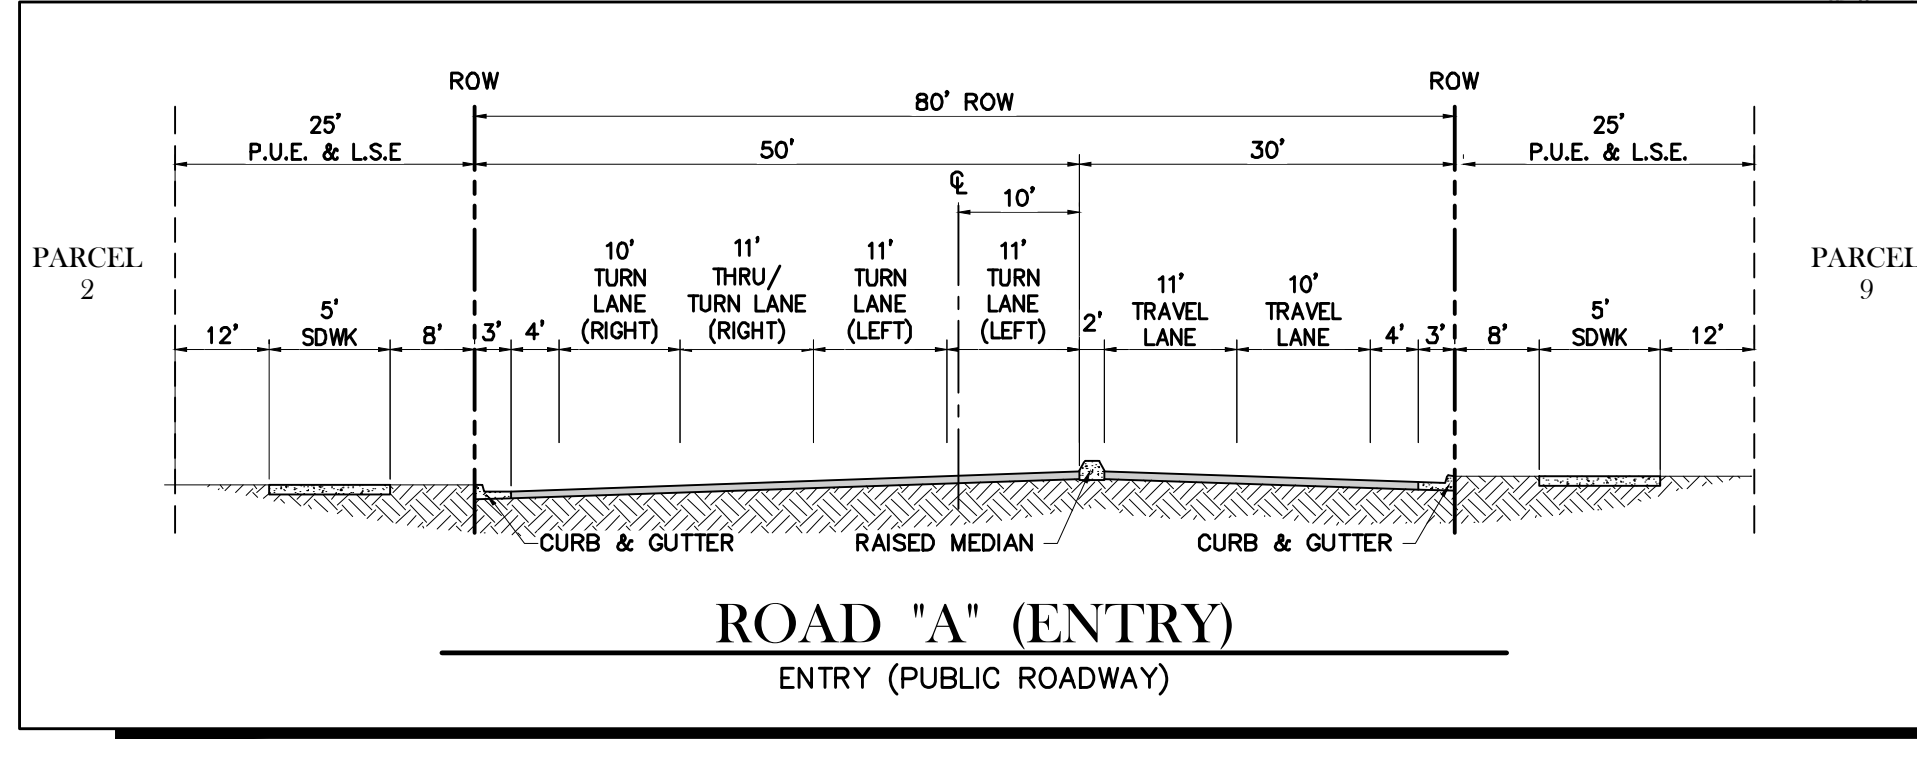 ROW
ROW
80' ROW
25'
P.U.E. & L.S.E
50'
30'
25'
P.U.E. & L.S.E.
℄
10'
PARCEL
2
12'
5'
SDWK
8'
3'
4'
10'
TURN
LANE
(RIGHT)
11'
THRU/
TURN LANE
(RIGHT)
11'
TURN
LANE
(LEFT)
11'
TURN
LANE
(LEFT)
2'
11'
TRAVEL
LANE
10'
TRAVEL
LANE
4'
3'
8'
5'
SDWK
12'
PARCEL
9
CURB & GUTTER
RAISED MEDIAN
CURB & GUTTER
ROAD "A" (ENTRY)
ENTRY (PUBLIC ROADWAY)